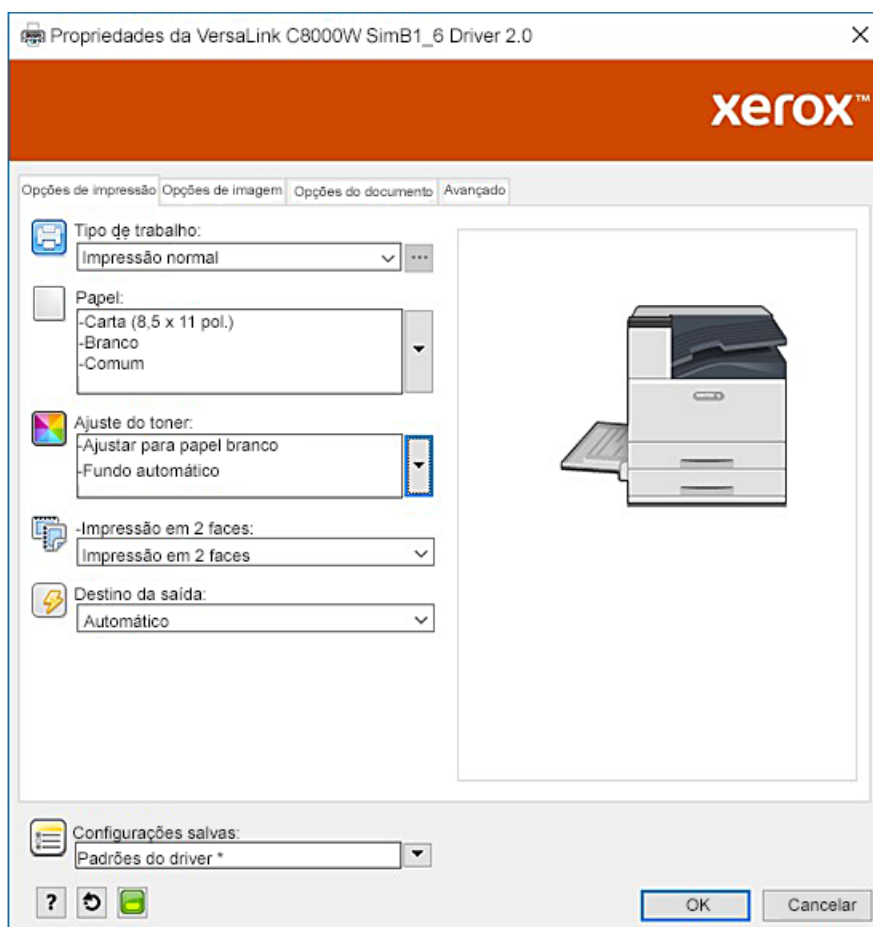 Propriedades da VersaLink C8000W SimB1_6 Driver 2.0
xerox™
Opções de impressão Opções de imagem Opções do documento Avançado
Tipo de trabalho:
Impressão normal
Papel:
-Carta (8,5 x 11 pol.)
-Branco
-Comum
Ajuste do toner:
-Ajustar para papel branco
-Fundo automático
-Impressão em 2 faces:
Impressão em 2 faces
Destino da saída:
Automático
Configurações salvas:
Padrões do driver *
?
OK Cancelar